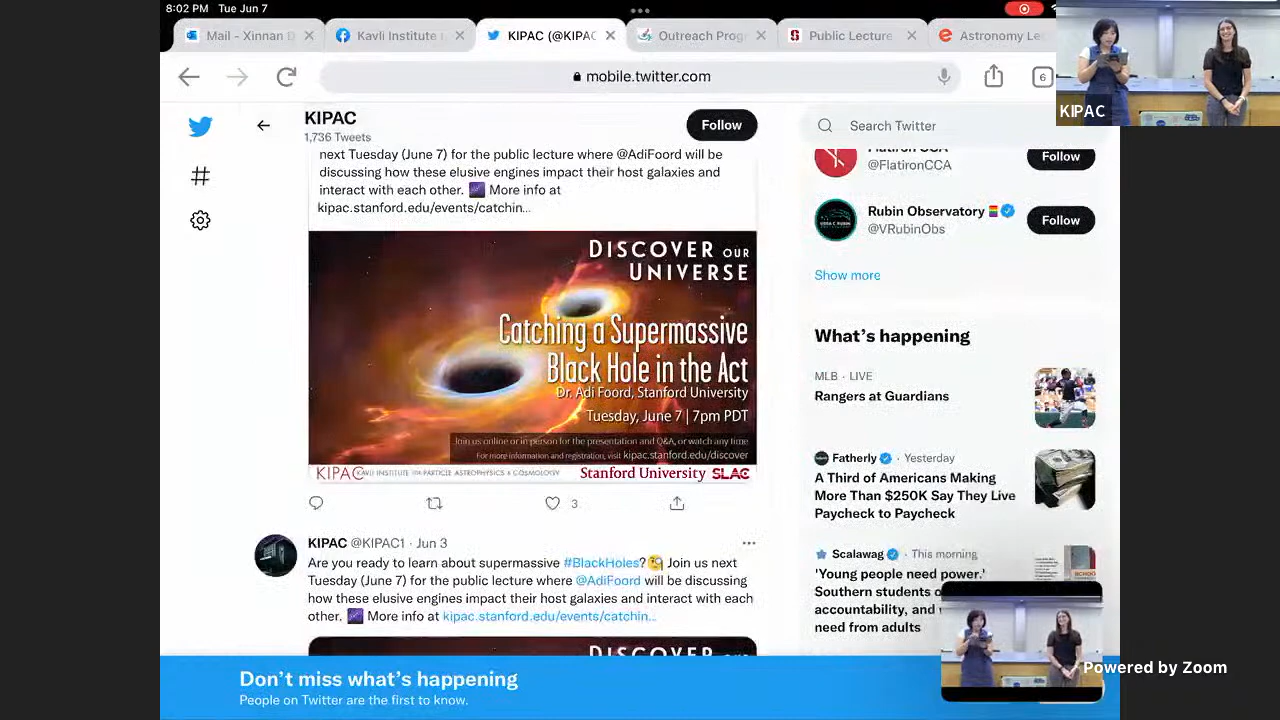 8:02 PM Tue Jun 7
Mail - Xinnan D
Kavli Institute
KIPAC (@KIPAC
Outreach Prog
Public Lecture
Astronomy Le
mobile.twitter.com
6
KIPAC
KIPAC
1,736 Tweets
Follow
Search Twitter
next Tuesday (June 7) for the public lecture where @AdiFoord will be
discussing how these elusive engines impact their host galaxies and
interact with each other. More info at
kipac.stanford.edu/events/catchin...
DISCOVER OUR
UNIVERSE
Catching a Supermassive
Black Hole in the Act
Dr. Adi Foord, Stanford University
Tuesday, June 7 | 7pm PDT
Join us online or in person for the presentation and Q&A, or watch any time
For more information and registration, visit kipac.stanford.edu/discover
KIPAC KAVLI INSTITUTE FOR PARTICLE ASTROPHYSICS & COSMOLOGY
Stanford University SLAC
3
KIPAC @KIPAC1 · Jun 3
Are you ready to learn about supermassive #BlackHoles? Join us next
Tuesday (June 7) for the public lecture where @AdiFoord will be discussing
how these elusive engines impact their host galaxies and interact with each
other. More info at kipac.stanford.edu/events/catchin...
DISCOVER OUR
Flatiron CCA
@FlatironCCA
Follow
Rubin Observatory
@VRubinObs
Follow
Show more
What's happening
MLB · LIVE
Rangers at Guardians
Fatherly · Yesterday
A Third of Americans Making
More Than $250K Say They Live
Paycheck to Paycheck
Scalawag · This morning
'Young people need power.'
Southern students o
accountability, and
need from adults
Don't miss what's happening
People on Twitter are the first to know.
Powered by Zoom